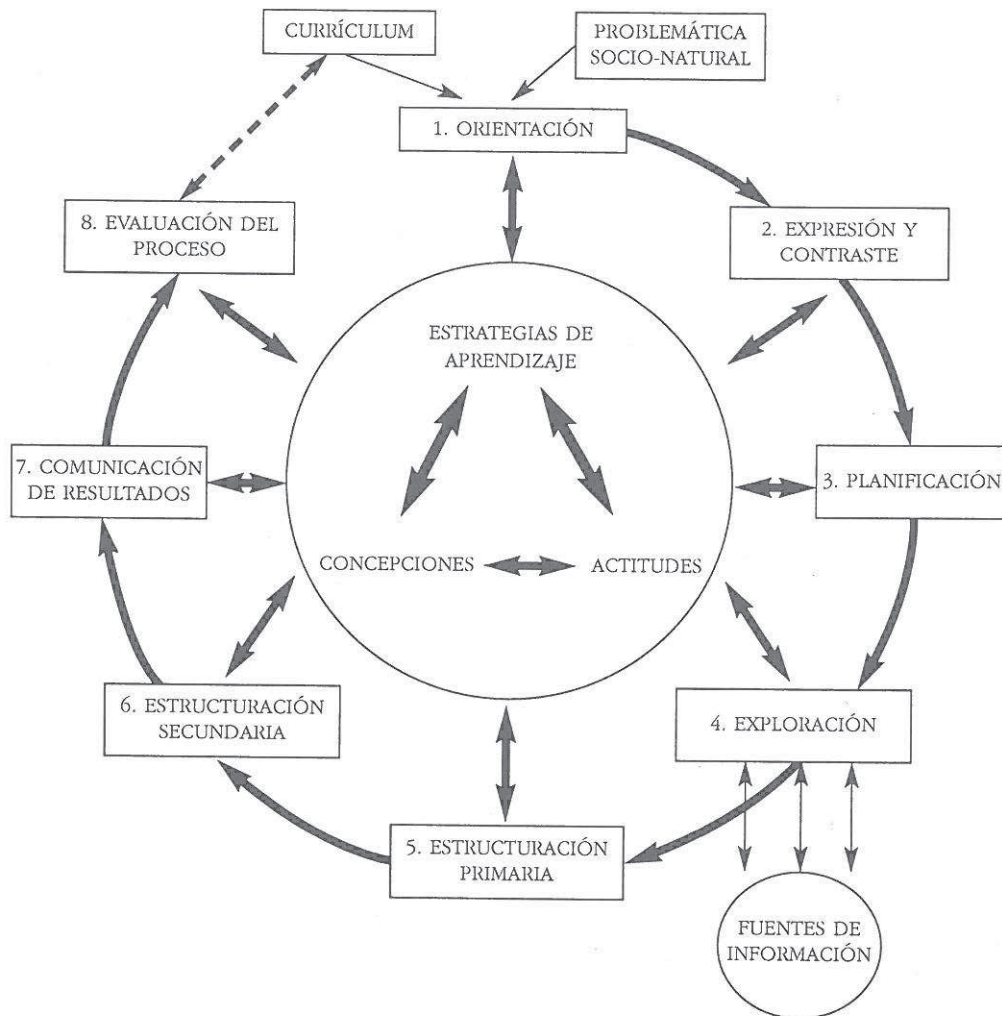 CURRÍCULUM
PROBLEMÁTICA
SOCIO-NATURAL
1. ORIENTACIÓN
8. EVALUACIÓN DEL
PROCESO
2. EXPRESIÓN Y
CONTRASTE
ESTRATEGIAS DE
APRENDIZAJE
7. COMUNICACIÓN
DE RESULTADOS
3. PLANIFICACIÓN
CONCEPCIONES
ACTITUDES
6. ESTRUCTURACIÓN
SECUNDARIA
4. EXPLORACIÓN
5. ESTRUCTURACIÓN
PRIMARIA
FUENTES DE
INFORMACIÓN